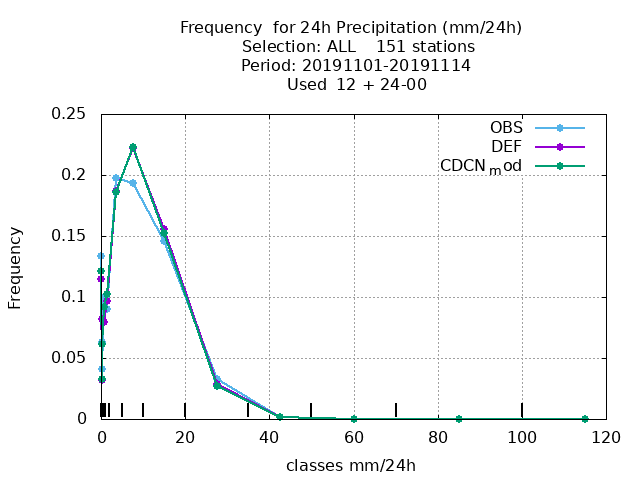 Frequency  for 24h Precipitation (mm/24h)
Selection: ALL    151 stations
Period: 20191101-20191114
Used  12 + 24-00
0.25
0.2
0.15
0.1
0.05
0
Frequency
OBS
DEF
CDCN_mod
0 20 40 60 80 100 120
classes mm/24h